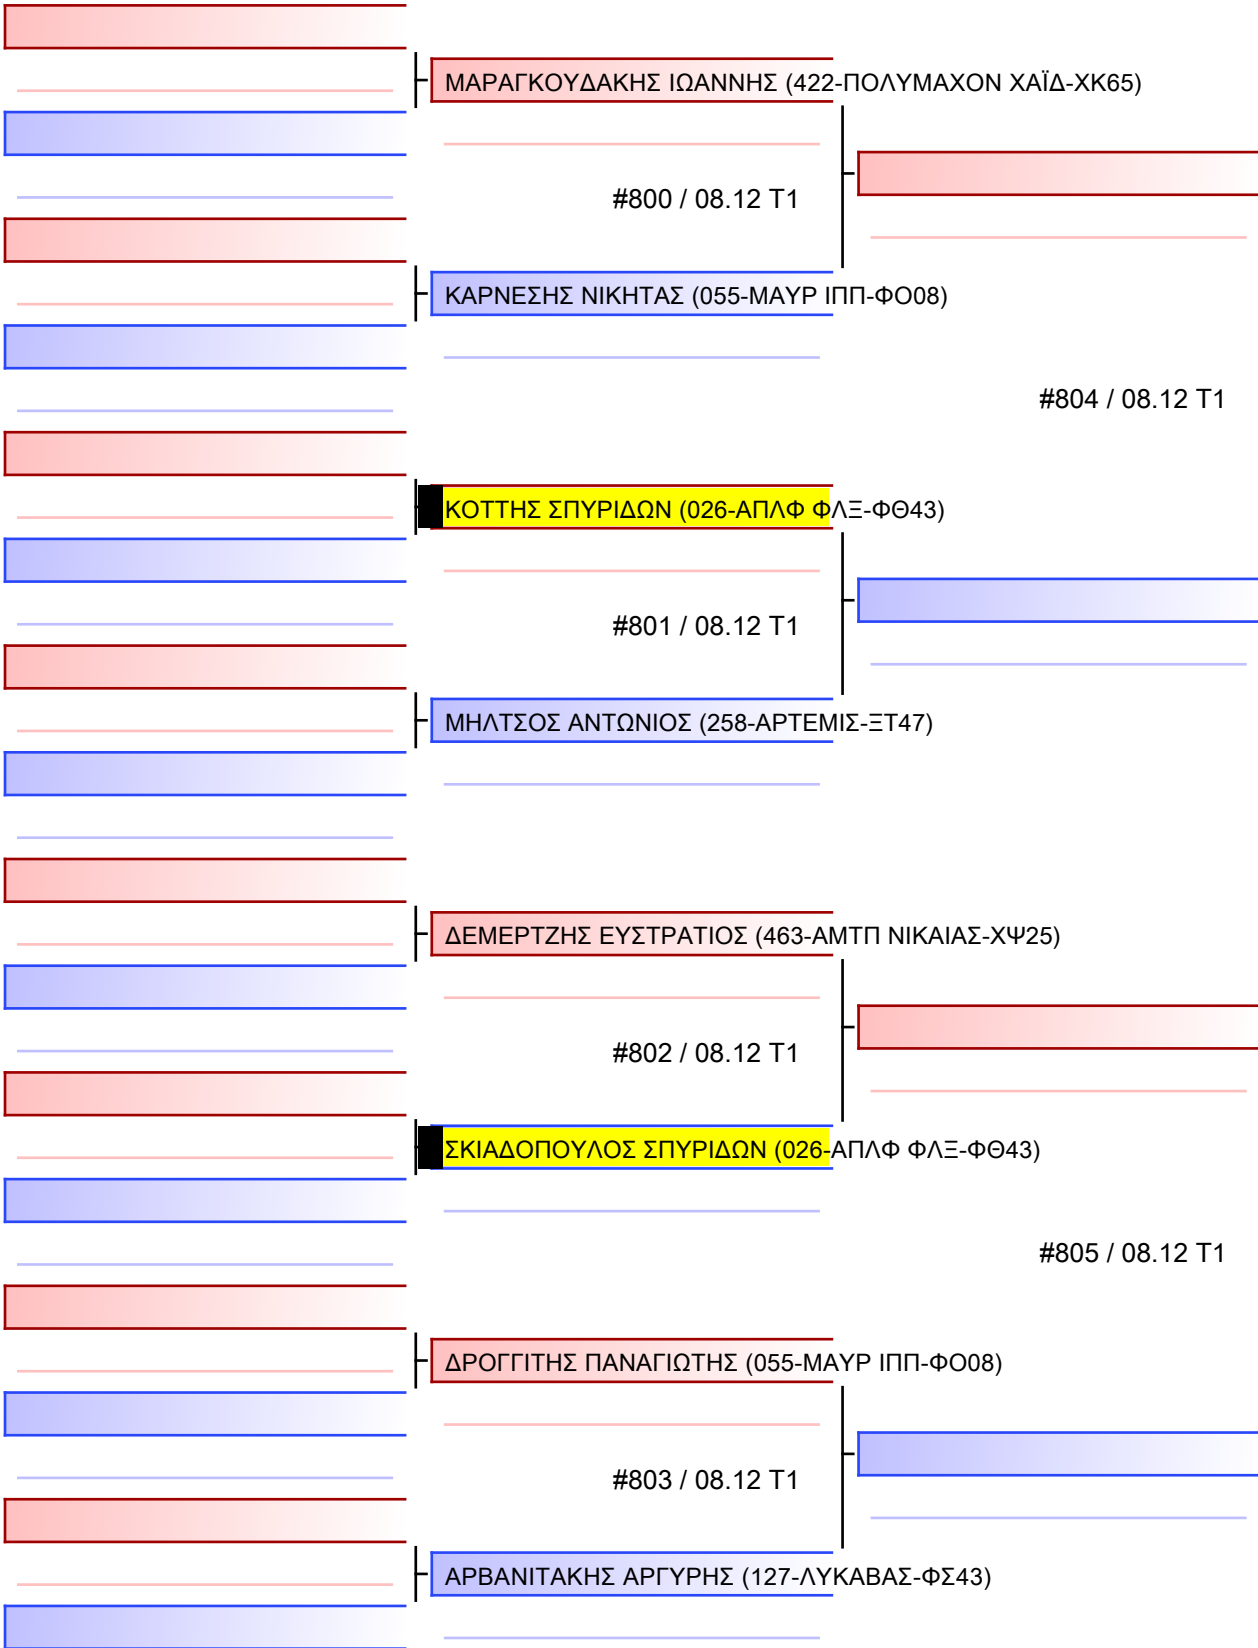 ΜΑΡΑΓΚΟΥΔΑΚΗΣ ΙΩΑΝΝΗΣ (422-ΠΟΛΥΜΑΧΟΝ ΧΑΪΔ-ΧΚ65)
#800 / 08.12 T1
ΚΑΡΝΕΣΗΣ ΝΙΚΗΤΑΣ (055-ΜΑΥΡ ΙΠΠ-ΦΟ08)
#804 / 08.12 T1
ΚΟΤΤΗΣ ΣΠΥΡΙΔΩΝ (026-ΑΠΛΦ ΦΛΞ-ΦΘ43)
#801 / 08.12 T1
ΜΗΛΤΣΟΣ ΑΝΤΩΝΙΟΣ (258-ΑΡΤΕΜΙΣ-ΞΤ47)
ΔΕΜΕΡΤΖΗΣ ΕΥΣΤΡΑΤΙΟΣ (463-ΑΜΤΠ ΝΙΚΑΙΑΣ-ΧΨ25)
#802 / 08.12 T1
ΣΚΙΑΔΟΠΟΥΛΟΣ ΣΠΥΡΙΔΩΝ (026-ΑΠΛΦ ΦΛΞ-ΦΘ43)
#805 / 08.12 T1
ΔΡΟΓΓΙΤΗΣ ΠΑΝΑΓΙΩΤΗΣ (055-ΜΑΥΡ ΙΠΠ-ΦΟ08)
#803 / 08.12 T1
ΑΡΒΑΝΙΤΑΚΗΣ ΑΡΓΥΡΗΣ (127-ΛΥΚΑΒΑΣ-ΦΣ43)